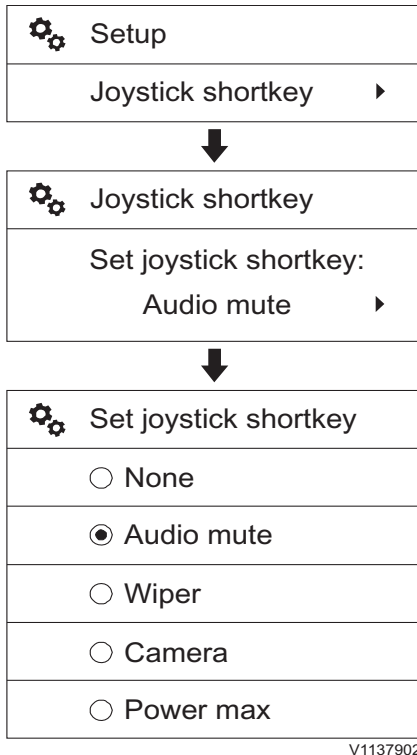 Setup
Joystick shortkey
Joystick shortkey
Set joystick shortkey:
Audio mute
Set joystick shortkey
None
Audio mute
Wiper
Camera
Power max
V1137902